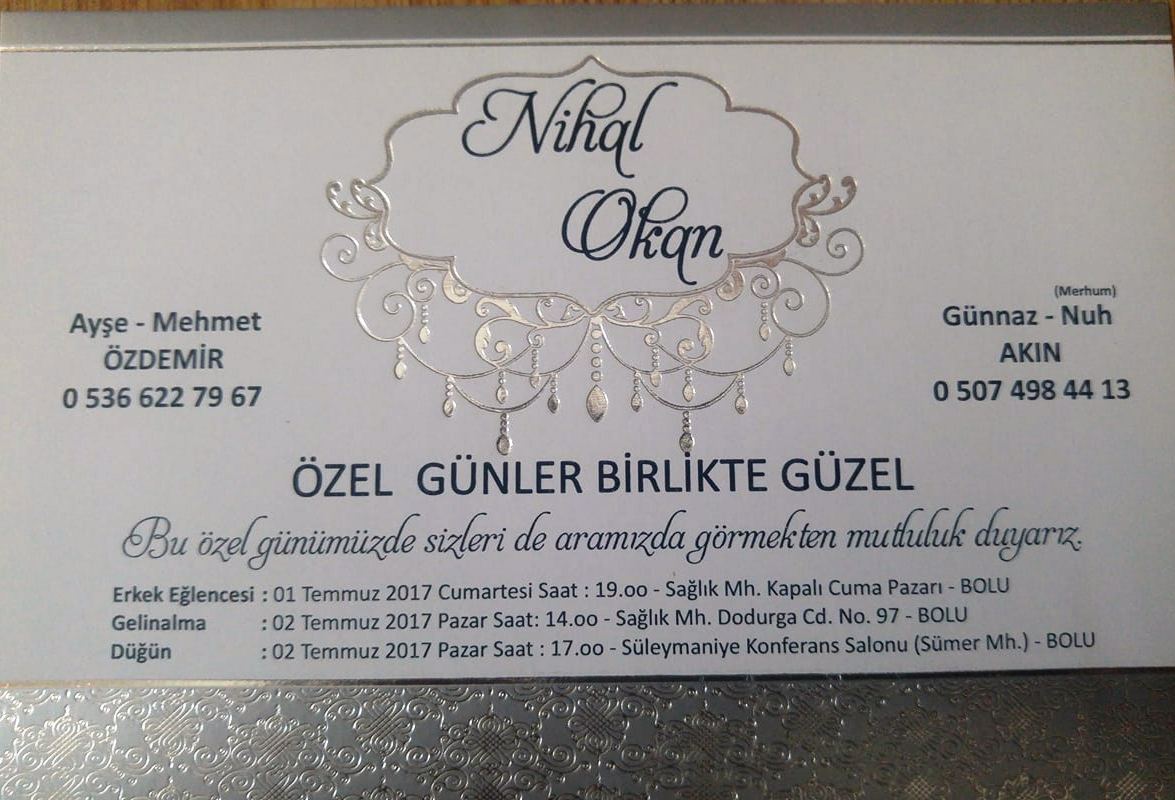 Nihal
Okan
Ayşe - Mehmet
ÖZDEMİR
0 536 622 79 67
(Merhum)
Günnaz - Nuh
AKIN
0 507 498 44 13
ÖZEL GÜNLER BİRLİKTE GÜZEL
Bu özel günümüzde sizleri de aramızda görmekten mutluluk duyarız.
Erkek Eğlencesi : 01 Temmuz 2017 Cumartesi Saat : 19.oo - Sağlık Mh. Kapalı Cuma Pazarı - BOLU
Gelinalma : 02 Temmuz 2017 Pazar Saat: 14.oo - Sağlık Mh. Dodurga Cd. No. 97 - BOLU
Düğün : 02 Temmuz 2017 Pazar Saat : 17.oo - Süleymaniye Konferans Salonu (Sümer Mh.) - BOLU